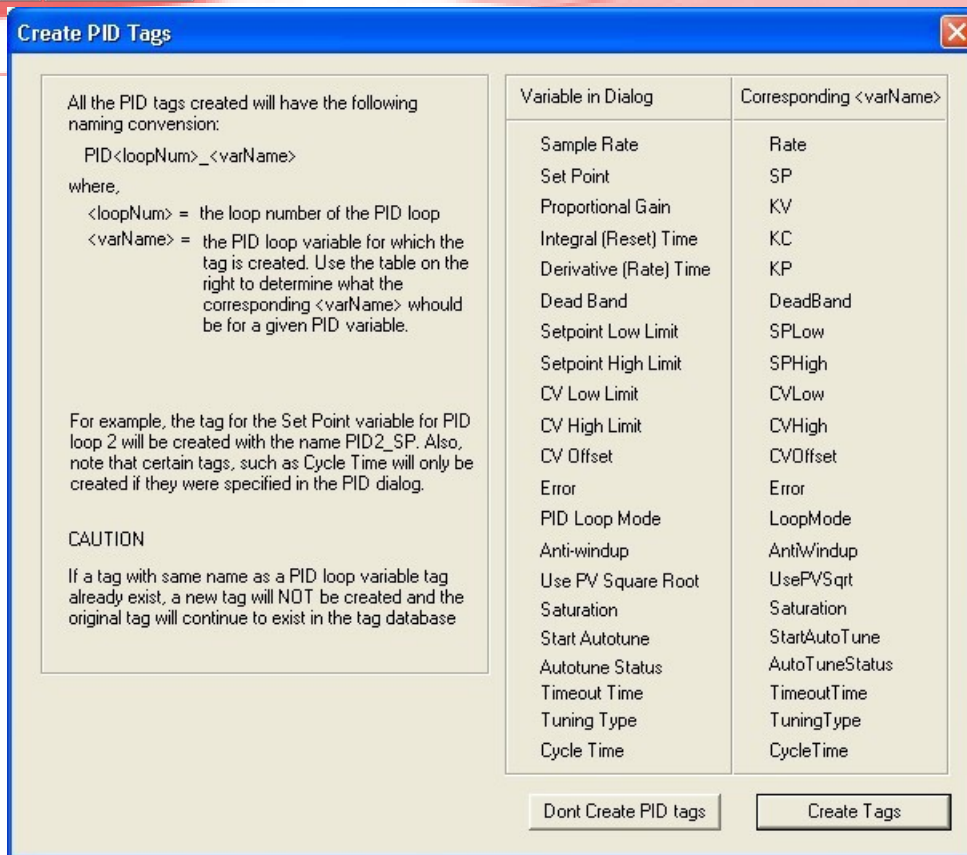 Create PID Tags
All the PID tags created will have the following
naming convension:
PID<loopNum>_<varName>
where,
<loopNum> = the loop number of the PID loop
<varName> = the PID loop variable for which the
tag is created. Use the table on the
right to determine what the
corresponding <varName> whould
be for a given PID variable.
For example, the tag for the Set Point variable for PID
loop 2 will be created with the name PID2_SP. Also,
note that certain tags, such as Cycle Time will only be
created if they were specified in the PID dialog.
CAUTION
If a tag with same name as a PID loop variable tag
already exist, a new tag will NOT be created and the
original tag will continue to exist in the tag database
Variable in Dialog Corresponding <varName>
Sample Rate Rate
Set Point SP
Proportional Gain KV
Integral (Reset) Time KC
Derivative (Rate) Time KP
Dead Band DeadBand
Setpoint Low Limit SPLow
Setpoint High Limit SPHigh
CV Low Limit CVLow
CV High Limit CVHigh
CV Offset CVOffset
Error Error
PID Loop Mode LoopMode
Anti-windup AntiWindup
Use PV Square Root UsePVSqrt
Saturation Saturation
Start Autotune StartAutoTune
Autotune Status AutoTuneStatus
Timeout Time TimeoutTime
Tuning Type TuningType
Cycle Time CycleTime
Dont Create PID tags Create Tags